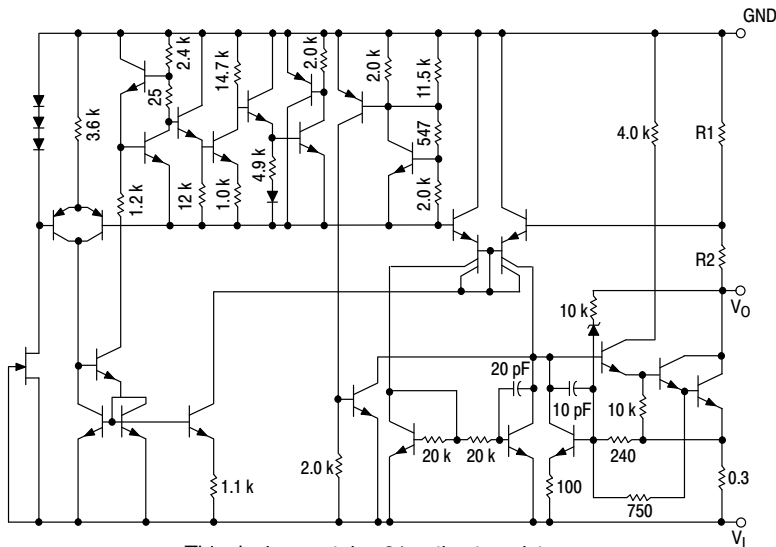 GND
2.4 k
25
14.7 k
2.0 k
2.0 k
11.5 k
547
4.0 k
R1
3.6 k
1.2 k
12 k
1.0 k
4.9 k
2.0 k
R2
VO
10 k
20 pF
10 pF
10 k
20 k
20 k
240
2.0 k
1.1 k
100
750
0.3
VI